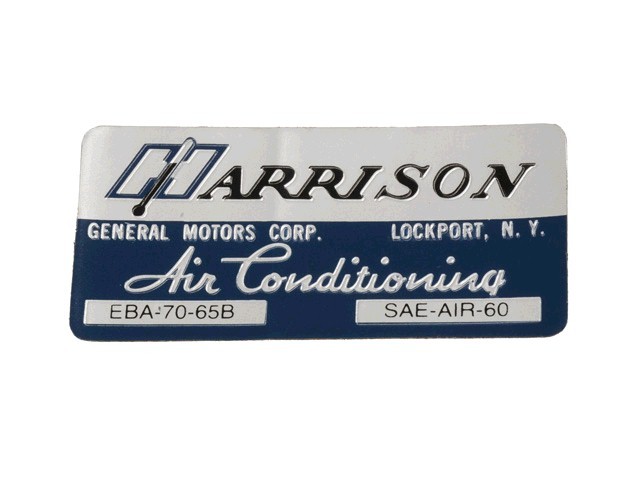 HARRISON
GENERAL MOTORS CORP. LOCKPORT, N. Y.
Air Conditioning
EBA-70-65B SAE-AIR-60